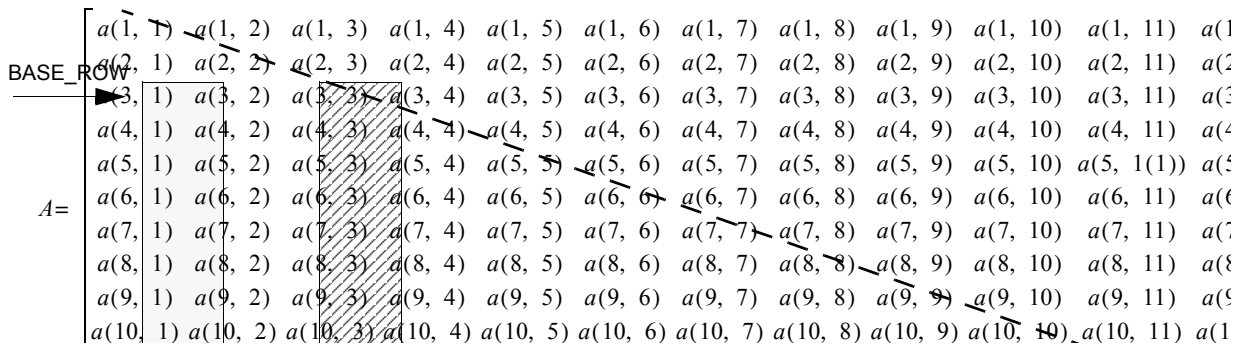 a(1, 1) a(1, 2) a(1, 3) a(1, 4) a(1, 5) a(1, 6) a(1, 7) a(1, 8) a(1, 9) a(1, 10) a(1, 11) a(1
a(2, 1) a(2, 2) a(2, 3) a(2, 4) a(2, 5) a(2, 6) a(2, 7) a(2, 8) a(2, 9) a(2, 10) a(2, 11) a(2
BASE_ROW
a(3, 1) a(3, 2) a(3, 3) a(3, 4) a(3, 5) a(3, 6) a(3, 7) a(3, 8) a(3, 9) a(3, 10) a(3, 11) a(3
a(4, 1) a(4, 2) a(4, 3) a(4, 4) a(4, 5) a(4, 6) a(4, 7) a(4, 8) a(4, 9) a(4, 10) a(4, 11) a(4
a(5, 1) a(5, 2) a(5, 3) a(5, 4) a(5, 5) a(5, 6) a(5, 7) a(5, 8) a(5, 9) a(5, 10) a(5, 1(1)) a(5
A= a(6, 1) a(6, 2) a(6, 3) a(6, 4) a(6, 5) a(6, 6) a(6, 7) a(6, 8) a(6, 9) a(6, 10) a(6, 11) a(6
a(7, 1) a(7, 2) a(7, 3) a(7, 4) a(7, 5) a(7, 6) a(7, 7) a(7, 8) a(7, 9) a(7, 10) a(7, 11) a(7
a(8, 1) a(8, 2) a(8, 3) a(8, 4) a(8, 5) a(8, 6) a(8, 7) a(8, 8) a(8, 9) a(8, 10) a(8, 11) a(8
a(9, 1) a(9, 2) a(9, 3) a(9, 4) a(9, 5) a(9, 6) a(9, 7) a(9, 8) a(9, 9) a(9, 10) a(9, 11) a(9
a(10, 1) a(10, 2) a(10, 3) a(10, 4) a(10, 5) a(10, 6) a(10, 7) a(10, 8) a(10, 9) a(10, 10) a(10, 11) a(1